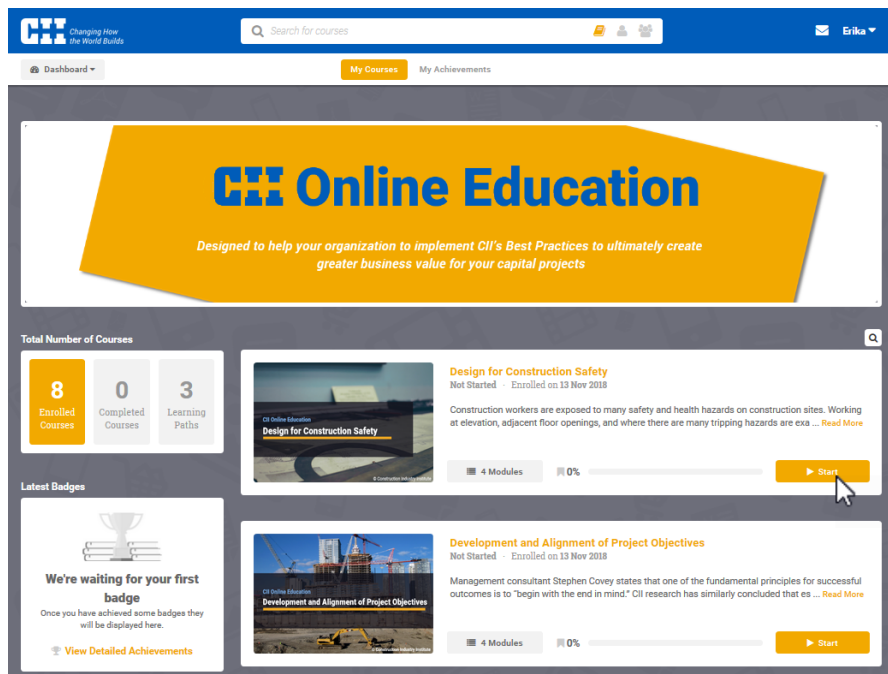 CII
Changing How
the World Builds
Search for courses
Erika
Dashboard
My Courses
My Achievements
CII Online Education
Designed to help your organization to implement CII's Best Practices to ultimately create
greater business value for your capital projects
Total Number of Courses
8
Enrolled
Courses
0
Completed
Courses
3
Learning
Paths
Latest Badges
We're waiting for your first
badge
Once you have achieved some badges they
will be displayed here.
View Detailed Achievements
CII Online Education
Design for Construction Safety
© Construction Industry Institute
Design for Construction Safety
Not Started · Enrolled on 13 Nov 2018
Construction workers are exposed to many safety and health hazards on construction sites. Working
at elevation, adjacent floor openings, and where there are many tripping hazards are exa ... Read More
4 Modules
0%
Start
CII Online Education
Development and Alignment of Project Objectives
© Construction Industry Institute
Development and Alignment of Project Objectives
Not Started · Enrolled on 13 Nov 2018
Management consultant Stephen Covey states that one of the fundamental principles for successful
outcomes is to "begin with the end in mind." CII research has similarly concluded that es ... Read More
4 Modules
0%
Start